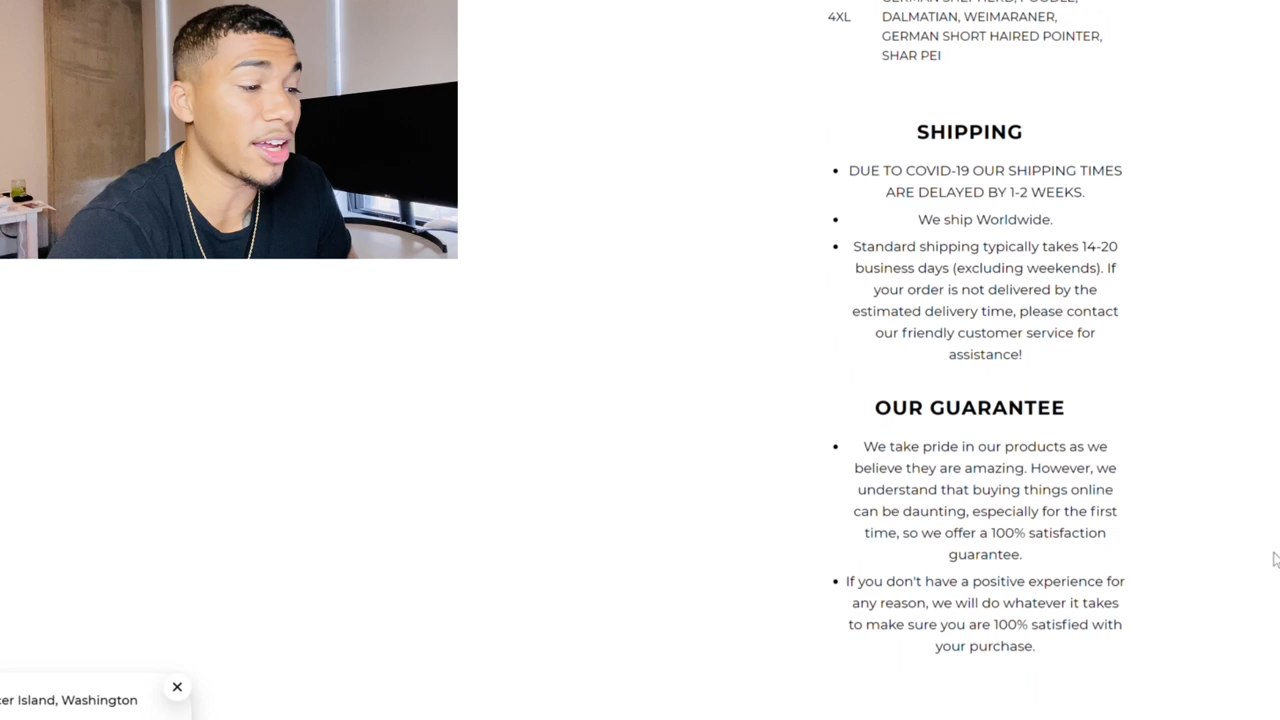 GERMAN SHEPHERD, POODLE,
4XL DALMATIAN, WEIMARANER,
GERMAN SHORT HAIRED POINTER,
SHAR PEI
SHIPPING
• DUE TO COVID-19 OUR SHIPPING TIMES
ARE DELAYED BY 1-2 WEEKS.
• We ship Worldwide.
• Standard shipping typically takes 14-20
business days (excluding weekends). If
your order is not delivered by the
estimated delivery time, please contact
our friendly customer service for
assistance!
OUR GUARANTEE
• We take pride in our products as we
believe they are amazing. However, we
understand that buying things online
can be daunting, especially for the first
time, so we offer a 100% satisfaction
guarantee.
• If you don't have a positive experience for
any reason, we will do whatever it takes
to make sure you are 100% satisfied with
your purchase.
cer Island, Washington